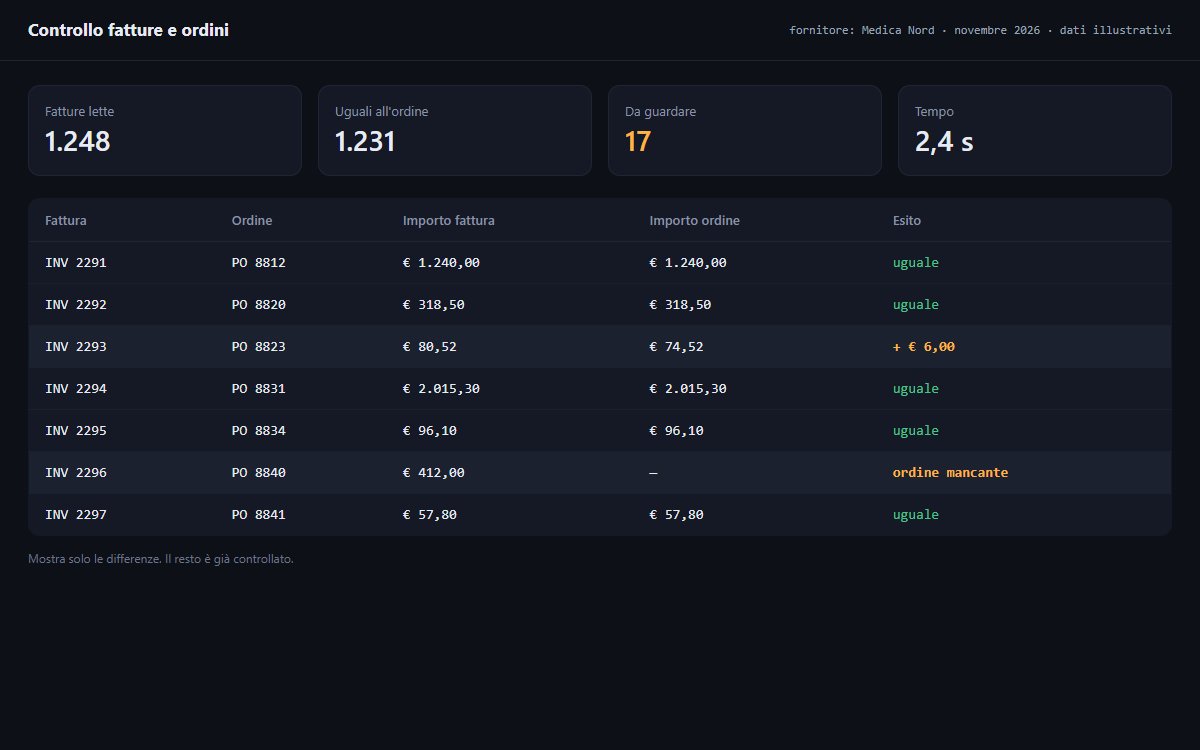 Controllo fatture e ordini
fornitore: Medica Nord · novembre 2026 · dati illustrativi
Fatture lette
1.248
Uguali all'ordine
1.231
Da guardare
17
Tempo
2,4 s
Fattura Ordine Importo fattura Importo ordine Esito
INV 2291 PO 8812 € 1.240,00 € 1.240,00 uguale
INV 2292 PO 8820 € 318,50 € 318,50 uguale
INV 2293 PO 8823 € 80,52 € 74,52 + € 6,00
INV 2294 PO 8831 € 2.015,30 € 2.015,30 uguale
INV 2295 PO 8834 € 96,10 € 96,10 uguale
INV 2296 PO 8840 € 412,00 — ordine mancante
INV 2297 PO 8841 € 57,80 € 57,80 uguale
Mostra solo le differenze. Il resto è già controllato.